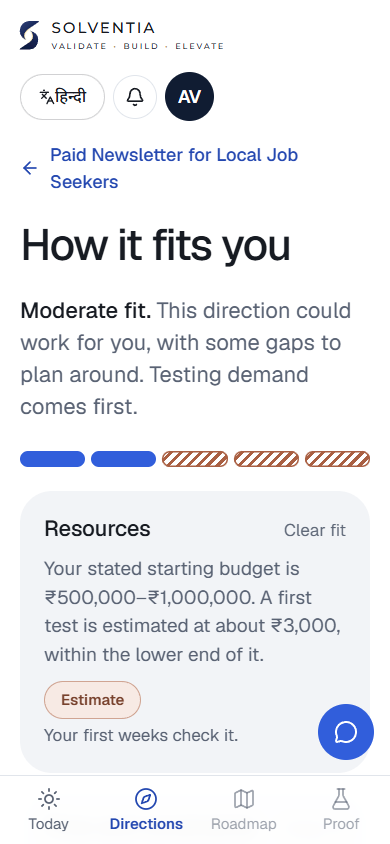 SOLVENTIA
VALIDATE · BUILD · ELEVATE
हिन्दी
AV
Paid Newsletter for Local Job
Seekers
How it fits you
Moderate fit. This direction could
work for you, with some gaps to
plan around. Testing demand
comes first.
Resources
Clear fit
Your stated starting budget is
₹500,000–₹1,000,000. A first
test is estimated at about ₹3,000,
within the lower end of it.
Estimate
Your first weeks check it.
Today
Directions
Roadmap
Proof